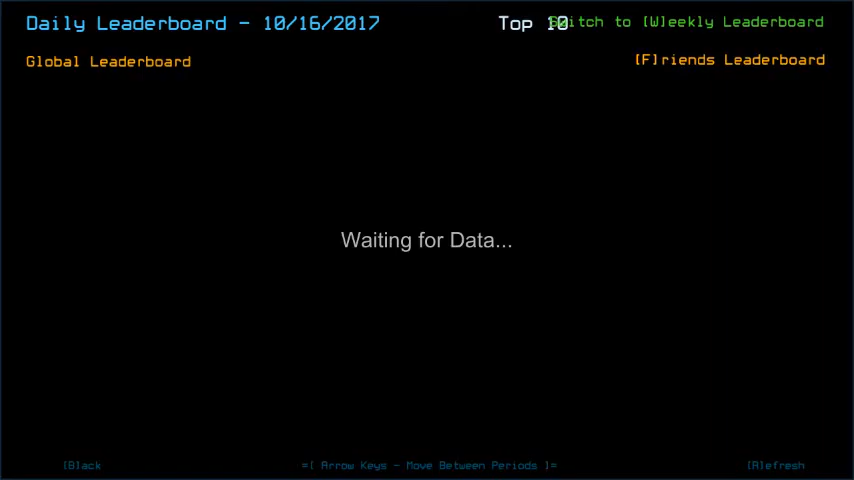 Daily Leaderboard - 10/16/2017
Top 10
Switch to [W]eekly Leaderboard
Global Leaderboard
[F]riends Leaderboard
Waiting for Data...
[B]ack
=[ Arrow Keys - Move Between Periods ]=
[R]efresh